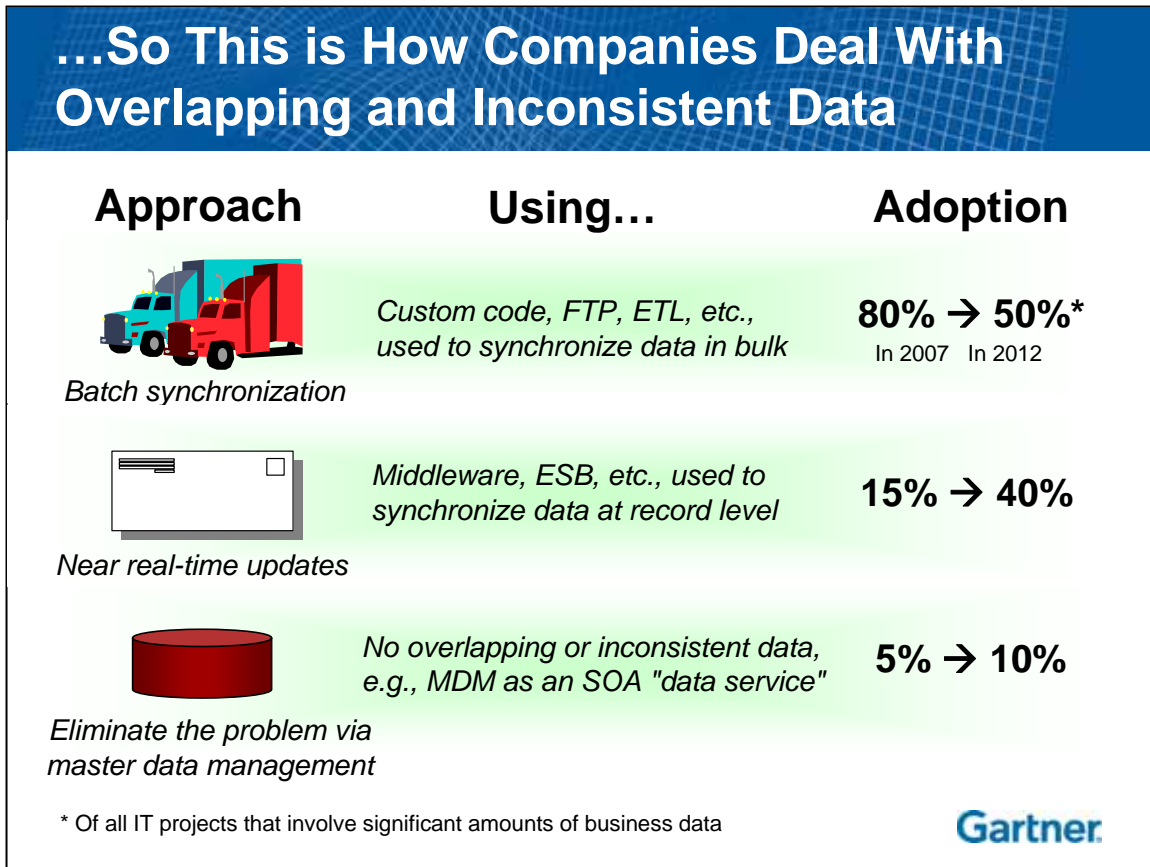 …So This is How Companies Deal With
Overlapping and Inconsistent Data
Approach
Using…
Adoption
Custom code, FTP, ETL, etc.,
used to synchronize data in bulk
80% → 50%*
In 2007 In 2012
Batch synchronization
Middleware, ESB, etc., used to
synchronize data at record level
15% → 40%
Near real-time updates
No overlapping or inconsistent data,
e.g., MDM as an SOA "data service"
5% → 10%
Eliminate the problem via
master data management
* Of all IT projects that involve significant amounts of business data
Gartner.